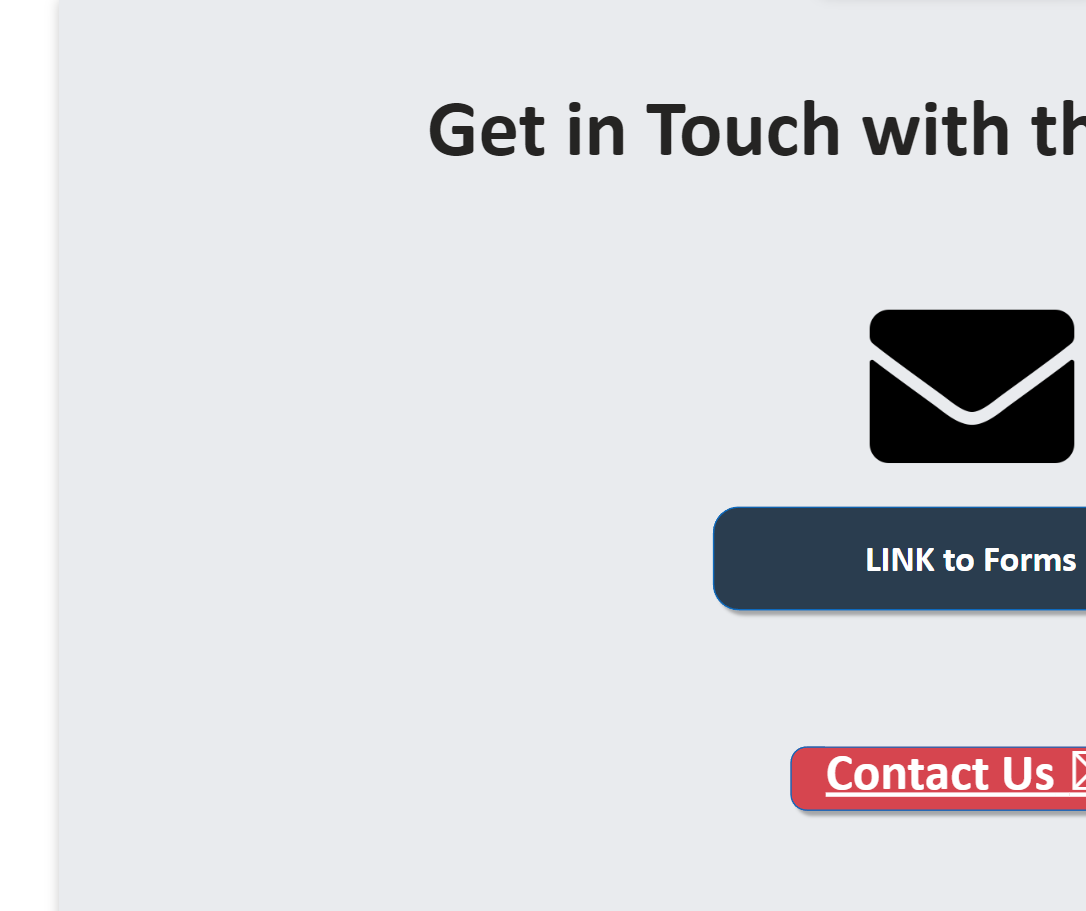 Get in Touch with th
LINK to Forms
Contact Us